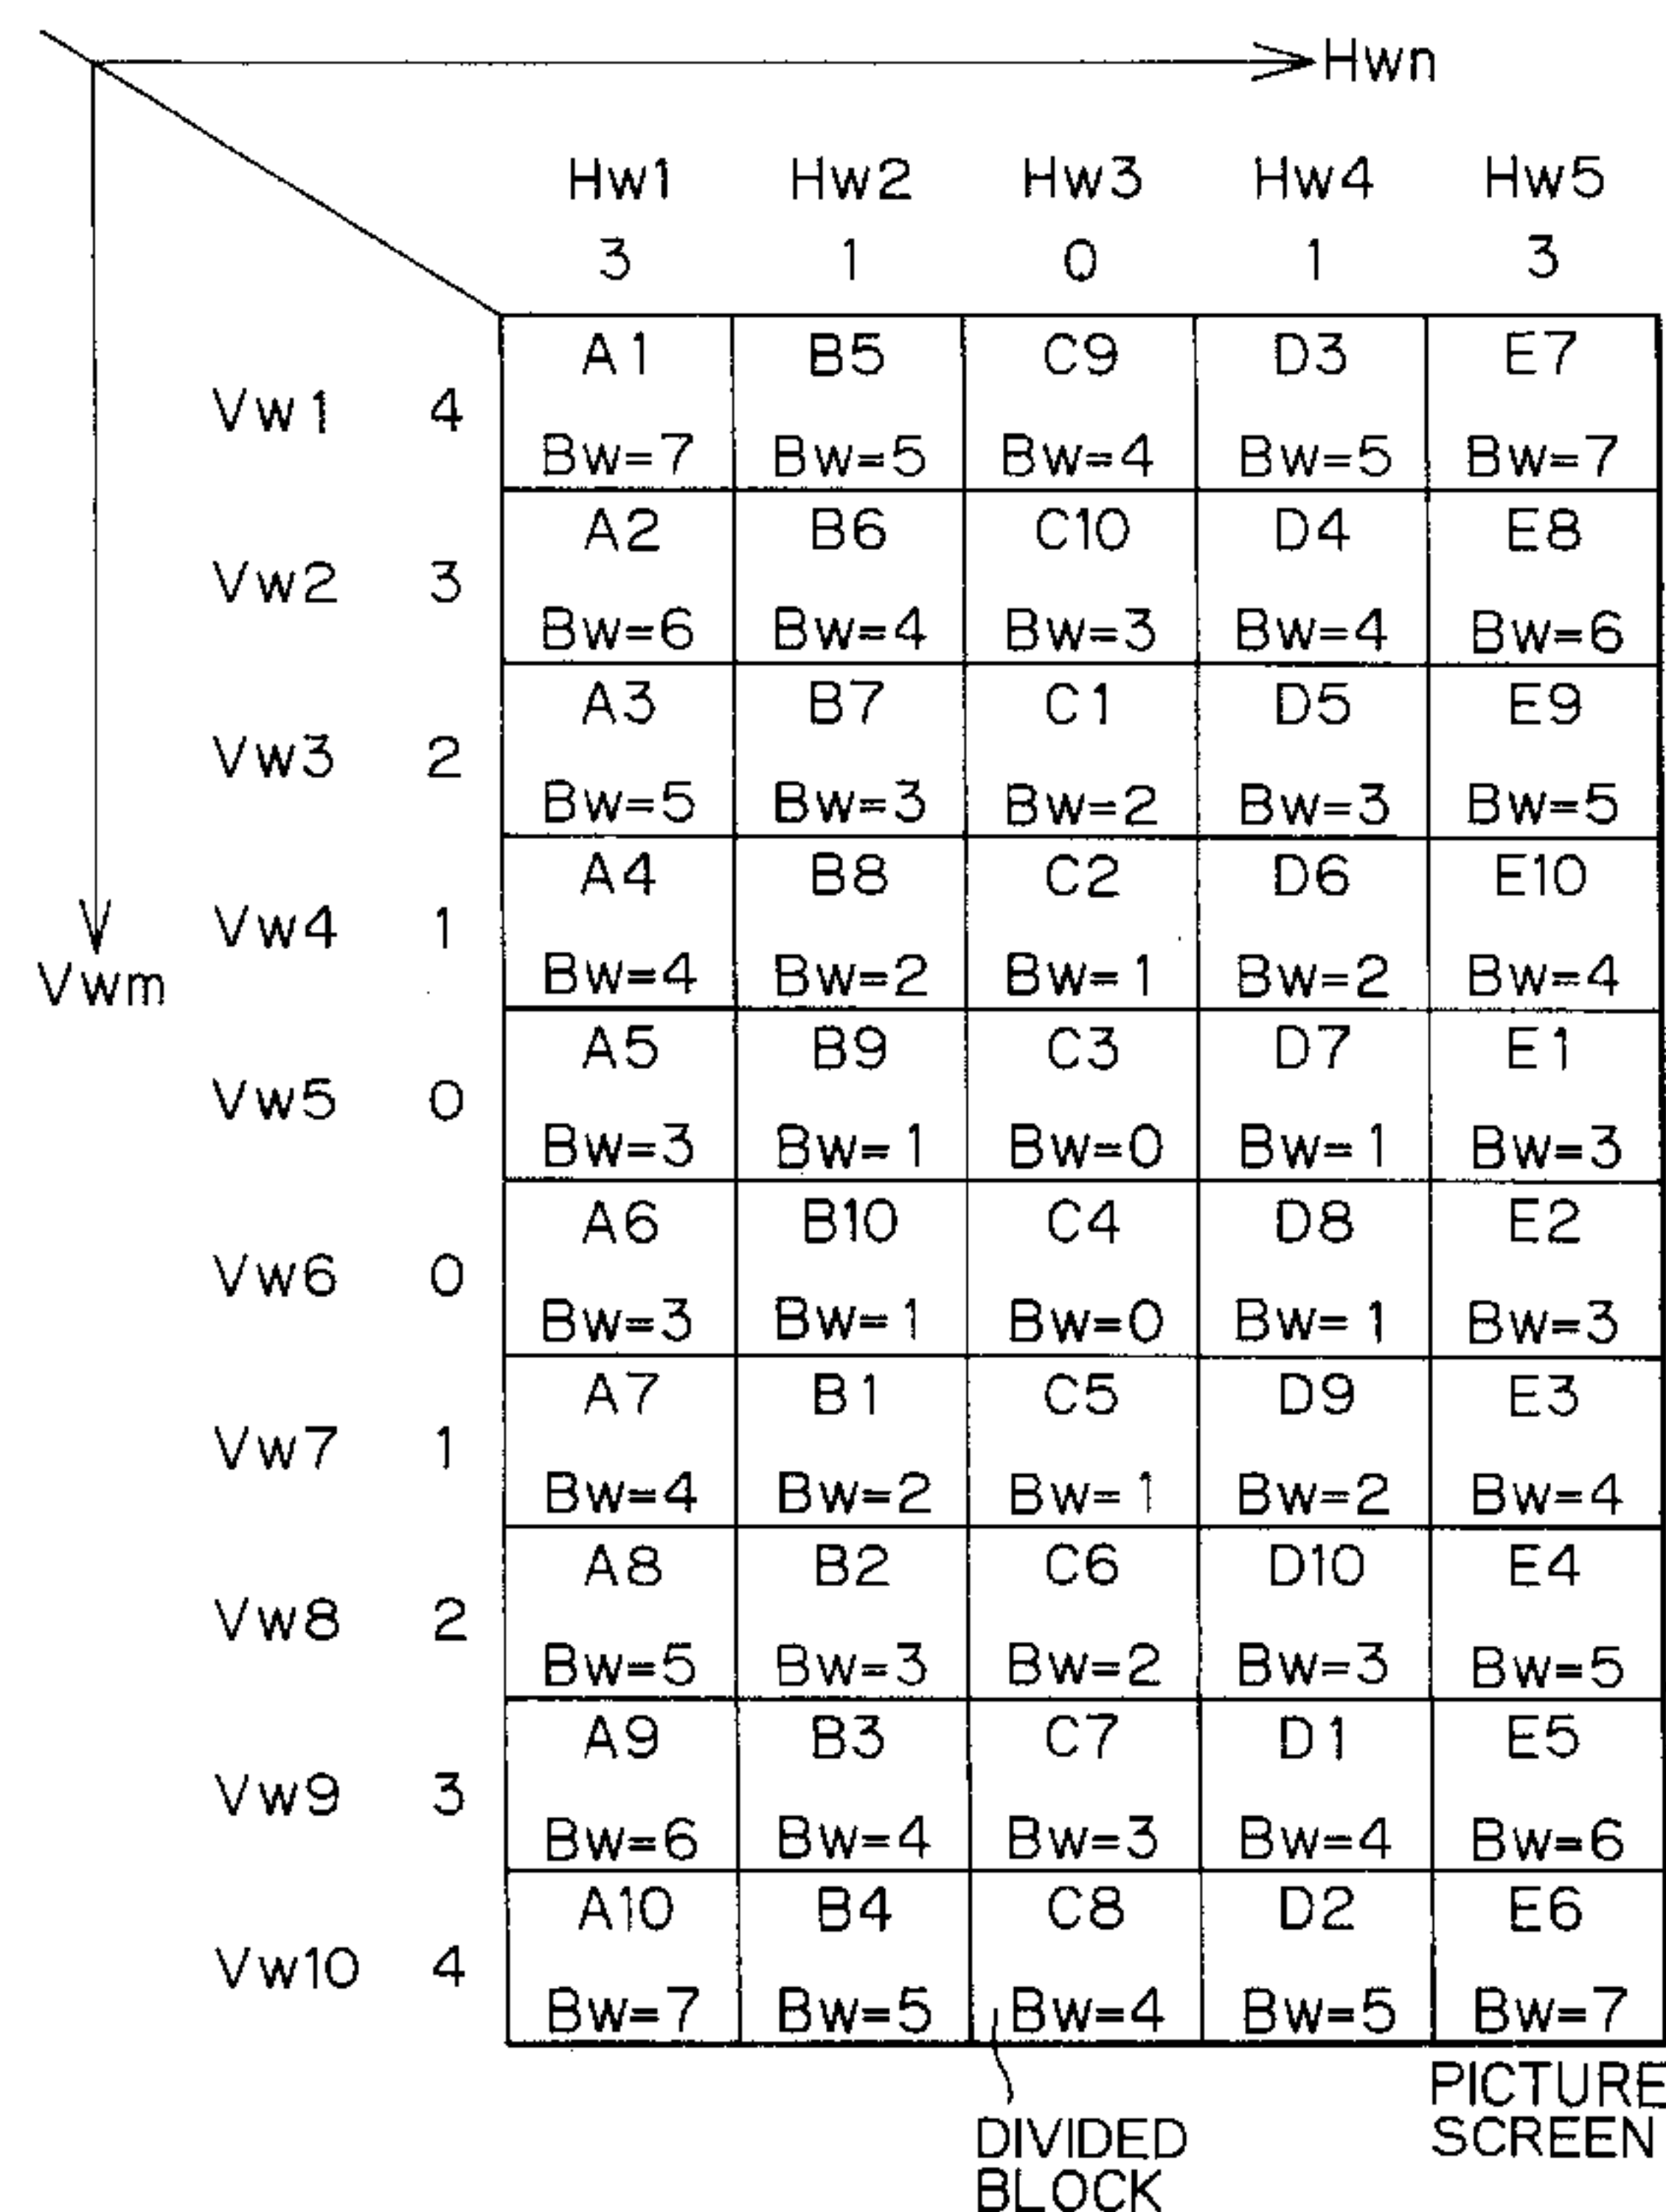 Hwn
Hw1 Hw2 Hw3 Hw4 Hw5
3 1 0 1 3
A1 B5 C9 D3 E7
Vw1 4
Bw=7 Bw=5 Bw=4 Bw=5 Bw=7
A2 B6 C10 D4 E8
Vw2 3
Bw=6 Bw=4 Bw=3 Bw=4 Bw=6
A3 B7 C1 D5 E9
Vw3 2
Bw=5 Bw=3 Bw=2 Bw=3 Bw=5
A4 B8 C2 D6 E10
Vw4 1
Bw=4 Bw=2 Bw=1 Bw=2 Bw=4
Vwm
A5 B9 C3 D7 E1
Vw5 0
Bw=3 Bw=1 Bw=0 Bw=1 Bw=3
A6 B10 C4 D8 E2
Vw6 0
Bw=3 Bw=1 Bw=0 Bw=1 Bw=3
A7 B1 C5 D9 E3
Vw7 1
Bw=4 Bw=2 Bw=1 Bw=2 Bw=4
A8 B2 C6 D10 E4
Vw8 2
Bw=5 Bw=3 Bw=2 Bw=3 Bw=5
A9 B3 C7 D1 E5
Vw9 3
Bw=6 Bw=4 Bw=3 Bw=4 Bw=6
A10 B4 C8 D2 E6
Vw10 4
Bw=7 Bw=5 Bw=4 Bw=5 Bw=7
PICTURE
SCREEN
DIVIDED
BLOCK